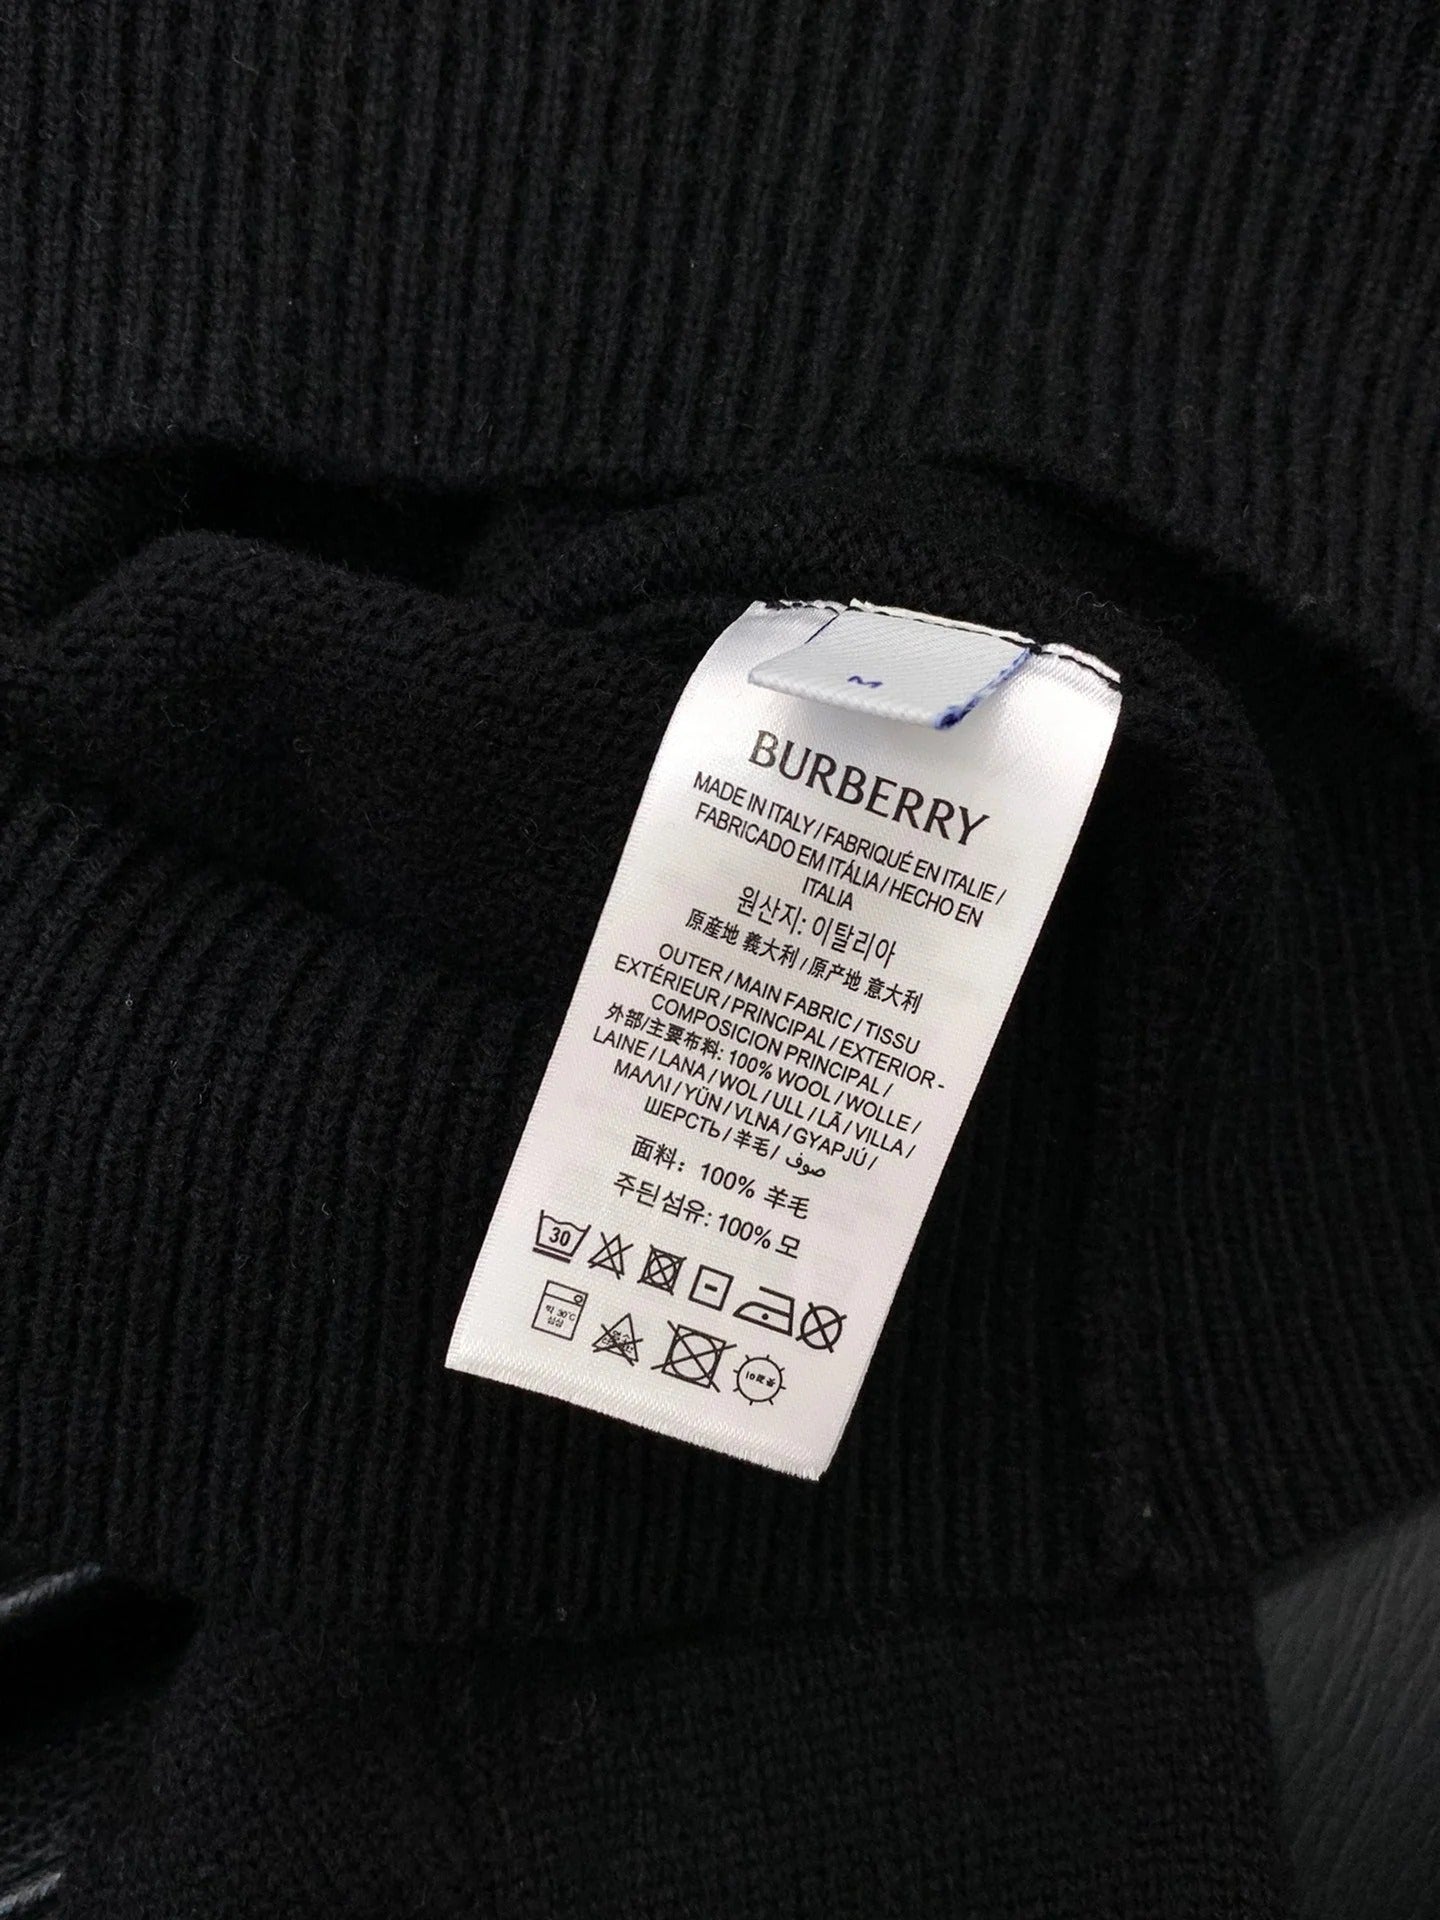 M
BURBERRY
MADE IN ITALY / FABRIQUÉ EN ITALIE /
FABRICADO EM ITÁLIA / HECHO EN
ITALIA
원산지: 이탈리아
原産地 義大利 / 原产地 意大利
OUTER / MAIN FABRIC / TISSU
EXTÉRIEUR / PRINCIPAL / EXTERIOR -
COMPOSICION PRINCIPAL /
外部/主要布料: 100% WOOL / WOLLE /
LAINE / LANA / WOL / ULL / LÃ / VILLA /
ΜΑΛΛΙ / YÜN / VLNA / GYAPJÚ /
ШЕРСТЬ / 羊毛 / صوف
面料: 100% 羊毛
주된 섬유: 100% 모
30
약 30°C